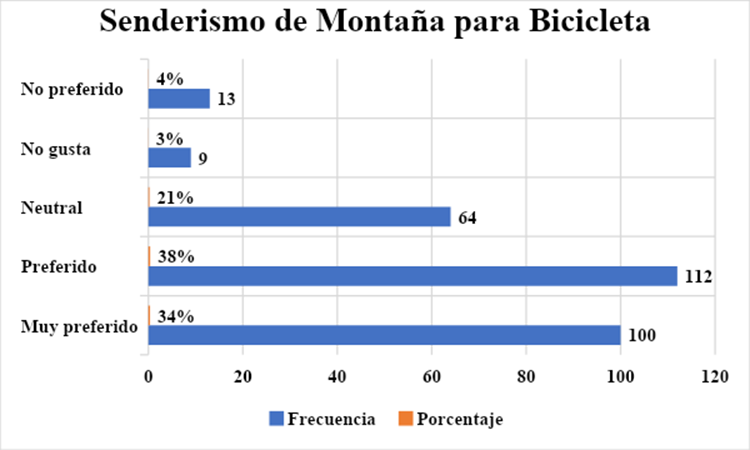 Senderismo de Montaña para Bicicleta
No preferido
4%
13
No gusta
3%
9
Neutral
21%
64
Preferido
38%
112
Muy preferido
34%
100
0 20 40 60 80 100 120
Frecuencia Porcentaje